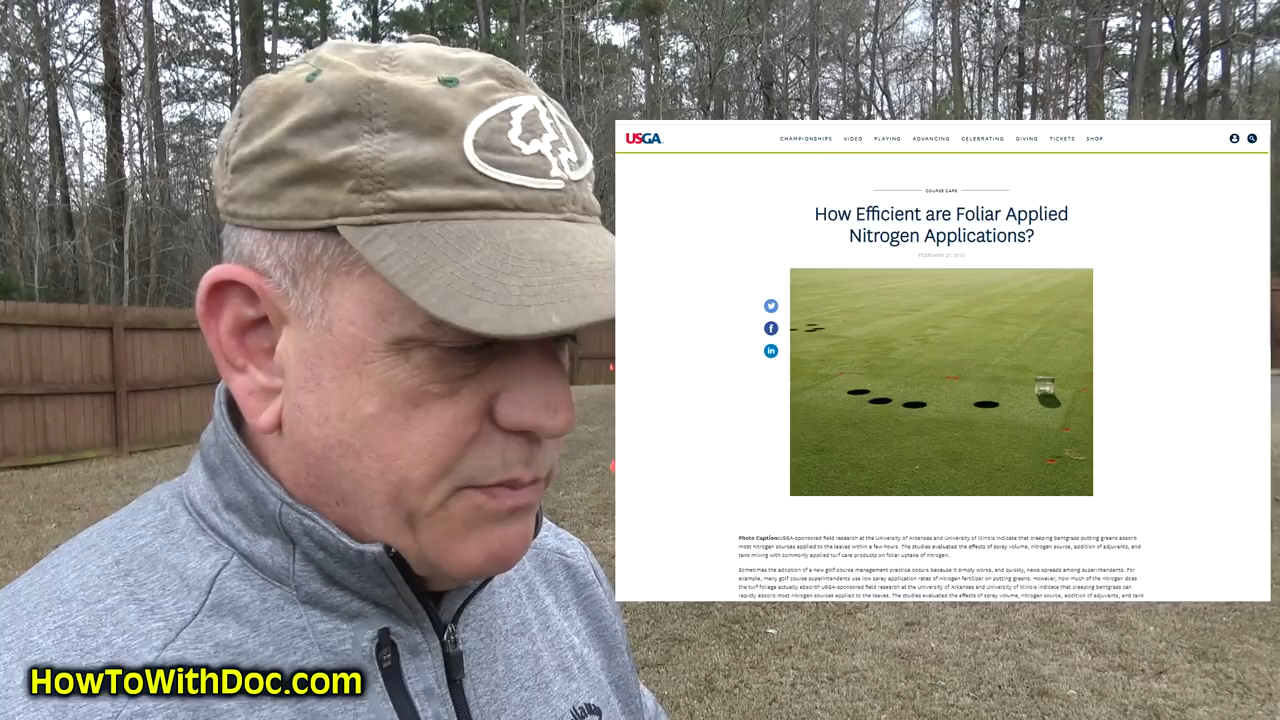 USGA
CHAMPIONSHIPS VIDEO PLAYING ADVANCING CELEBRATING GIVING TICKETS SHOP
COURSE CARE
How Efficient are Foliar Applied
Nitrogen Applications?
FEBRUARY 27, 2013
Photo Caption:USGA-sponsored field research at the University of Arkansas and University of Illinois indicate that creeping bentgrass putting greens absorb
most nitrogen sources applied to the leaves within a few hours. The studies evaluated the effects of spray volume, nitrogen source, addition of adjuvants, and
tank mixing with commonly applied turf care products on foliar uptake of nitrogen.
Sometimes the adoption of a new golf course management practice occurs because it simply works, and quickly, news spreads among superintendents. For
example, many golf course superintendents use low spray application rates of nitrogen fertilizer on putting greens. However, how much of the nitrogen does
the turf foliage actually absorb? USGA-sponsored field research at the University of Arkansas and University of Illinois indicate that creeping bentgrass can
rapidly absorb most nitrogen sources applied to the leaves. The studies evaluated the effects of spray volume, nitrogen source, addition of adjuvants, and tank
HowToWithDoc.com